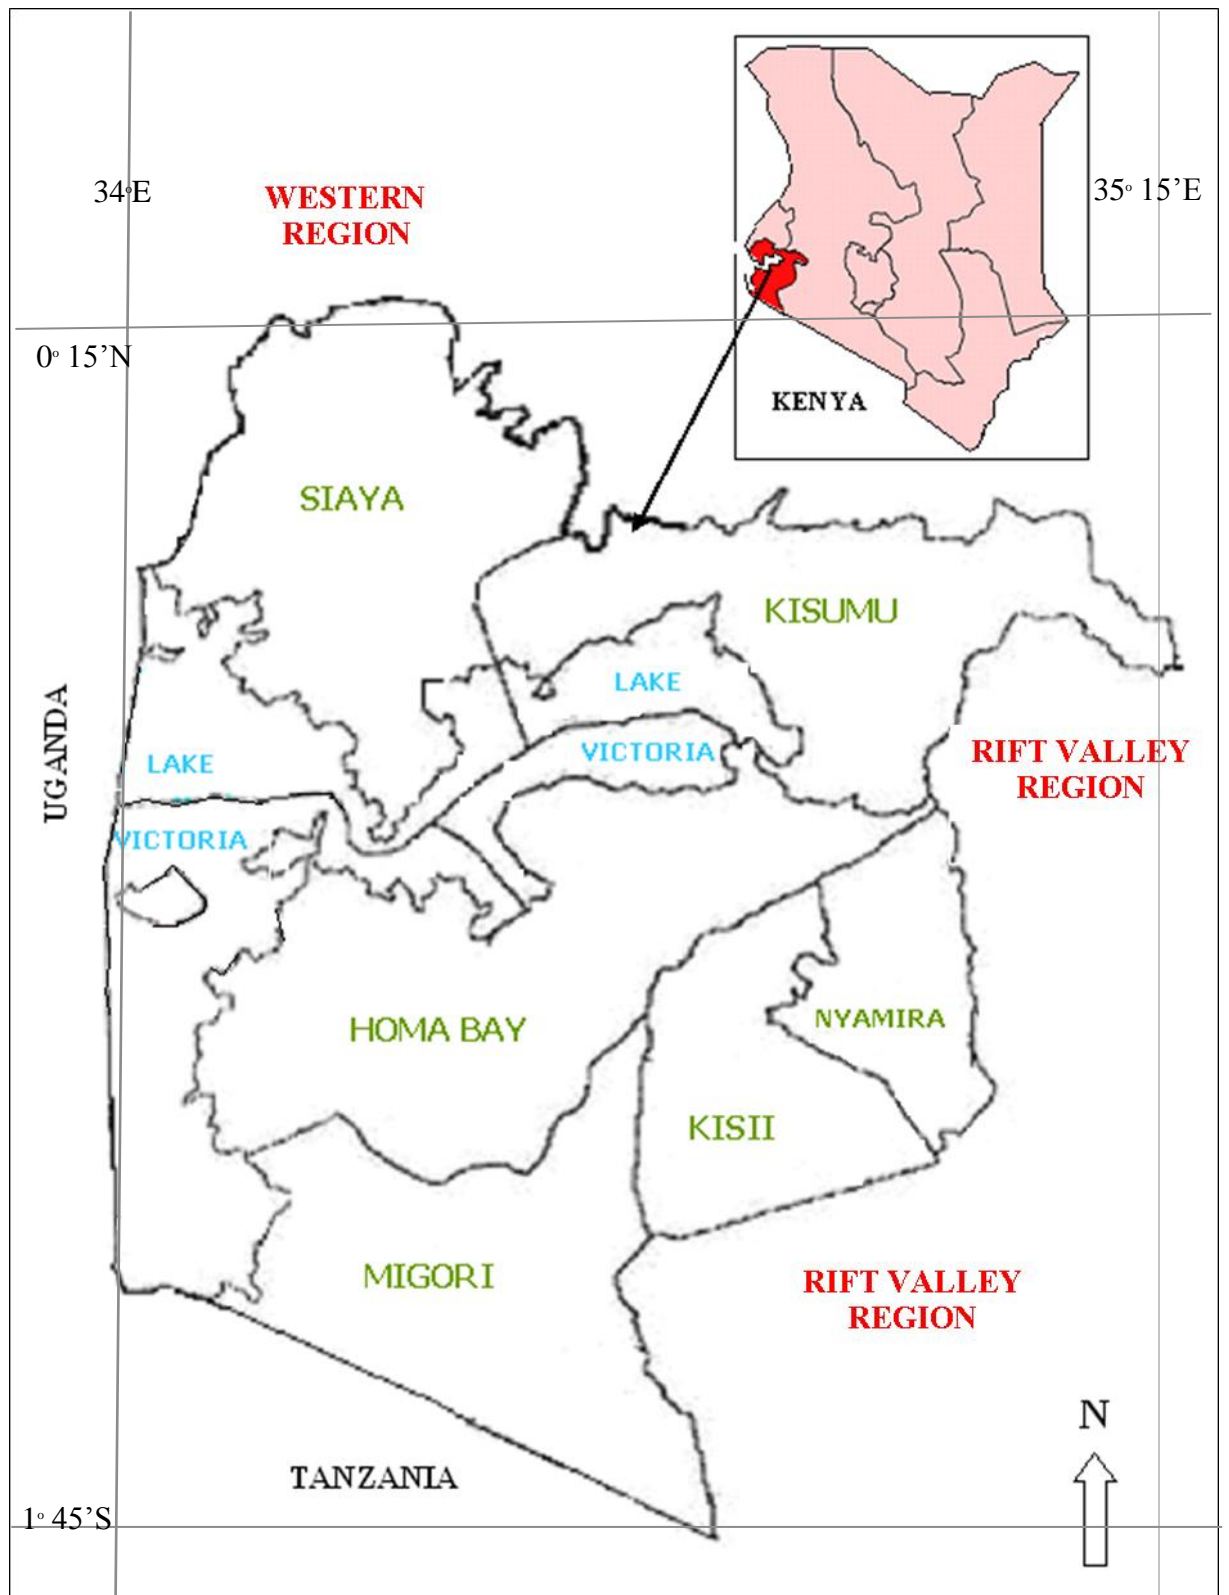 34°E
WESTERN
REGION
35° 15’E
0° 15’N
KENYA
SIAYA
KISUMU
LAKE
VICTORIA
UGANDA
LAKE
VICTORIA
RIFT VALLEY
REGION
HOMA BAY
NYAMIRA
KISII
MIGORI
RIFT VALLEY
REGION
N
TANZANIA
1° 45’S